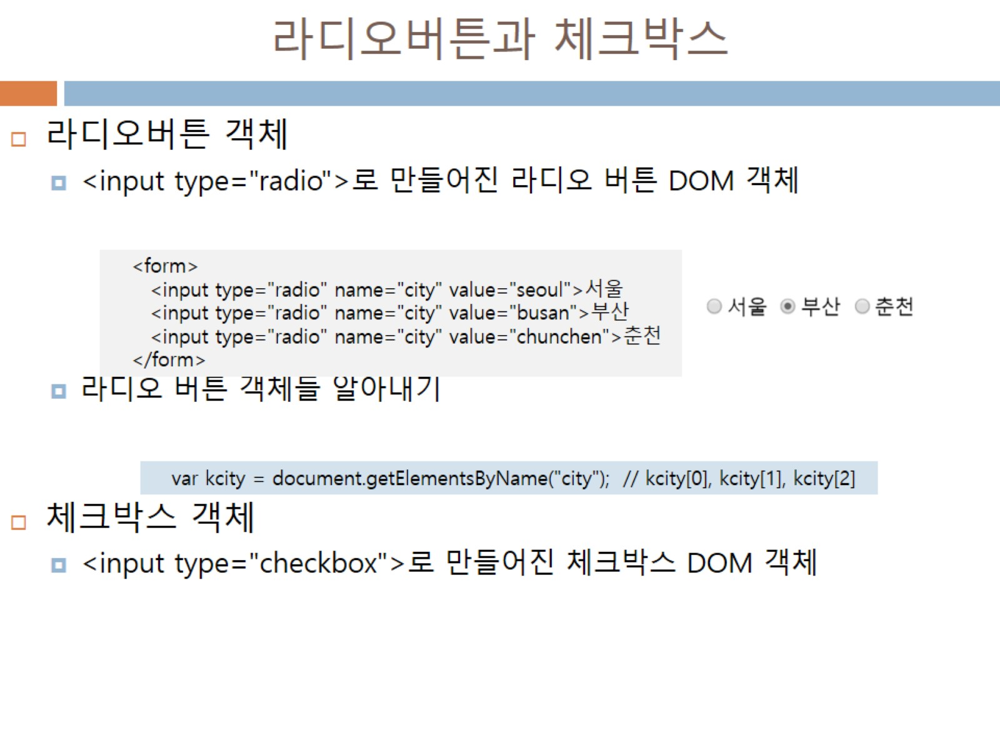 라디오버튼과 체크박스
라디오버튼 객체
<input type="radio">로 만들어진 라디오 버튼 DOM 객체
<form>
<input type="radio" name="city" value="seoul">서울
<input type="radio" name="city" value="busan">부산
<input type="radio" name="city" value="chunchen">춘천
</form>
서울 부산 춘천
라디오 버튼 객체들 알아내기
var kcity = document.getElementsByName("city"); // kcity[0], kcity[1], kcity[2]
체크박스 객체
<input type="checkbox">로 만들어진 체크박스 DOM 객체